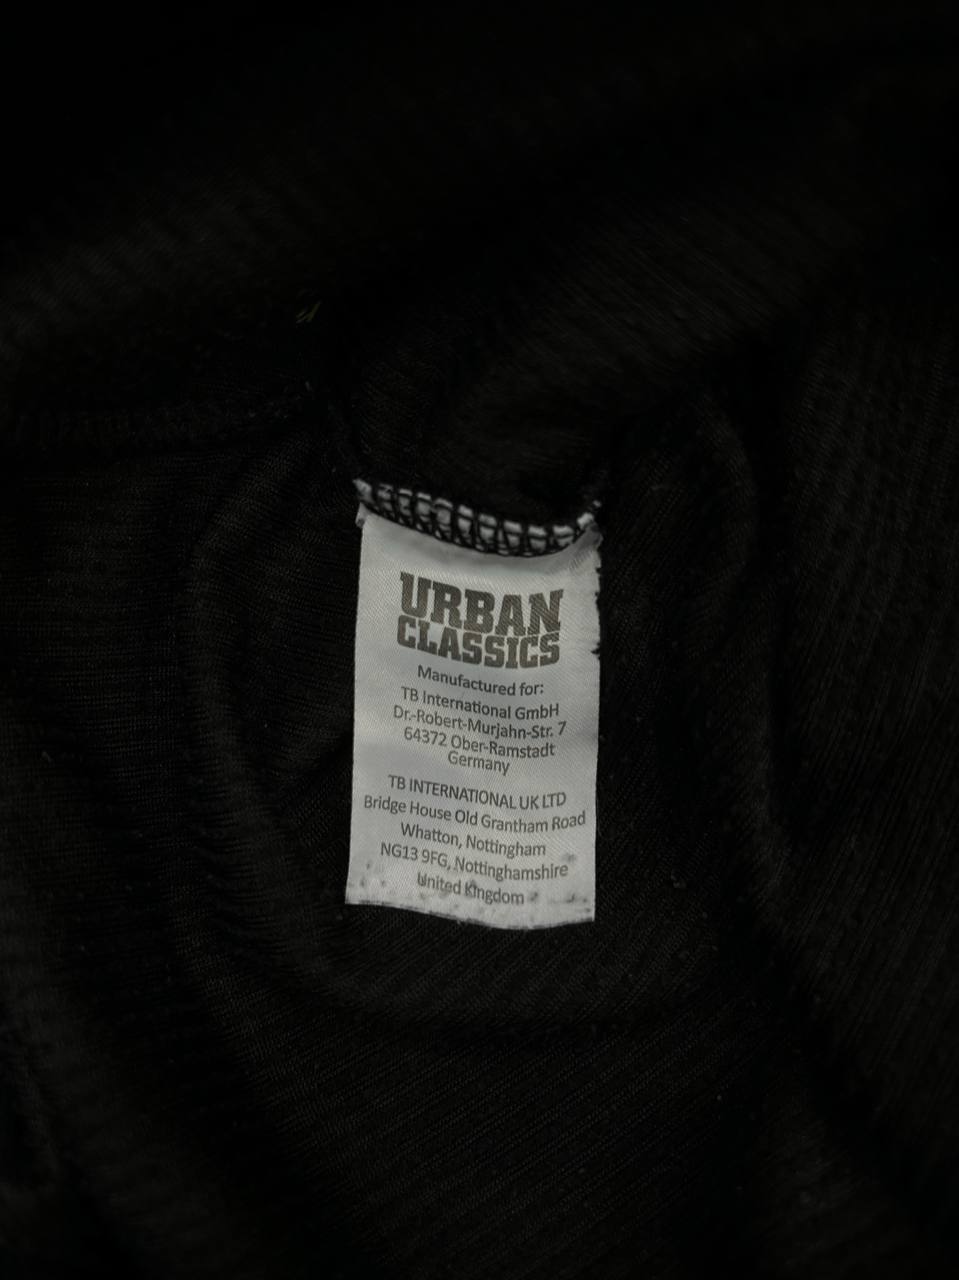 URBAN
CLASSICS
Manufactured for:
TB International GmbH
Dr.-Robert-Murjahn-Str. 7
64372 Ober-Ramstadt
Germany
TB INTERNATIONAL UK LTD
Bridge House Old Grantham Road
Whatton, Nottingham
NG13 9FG, Nottinghamshire
United Kingdom